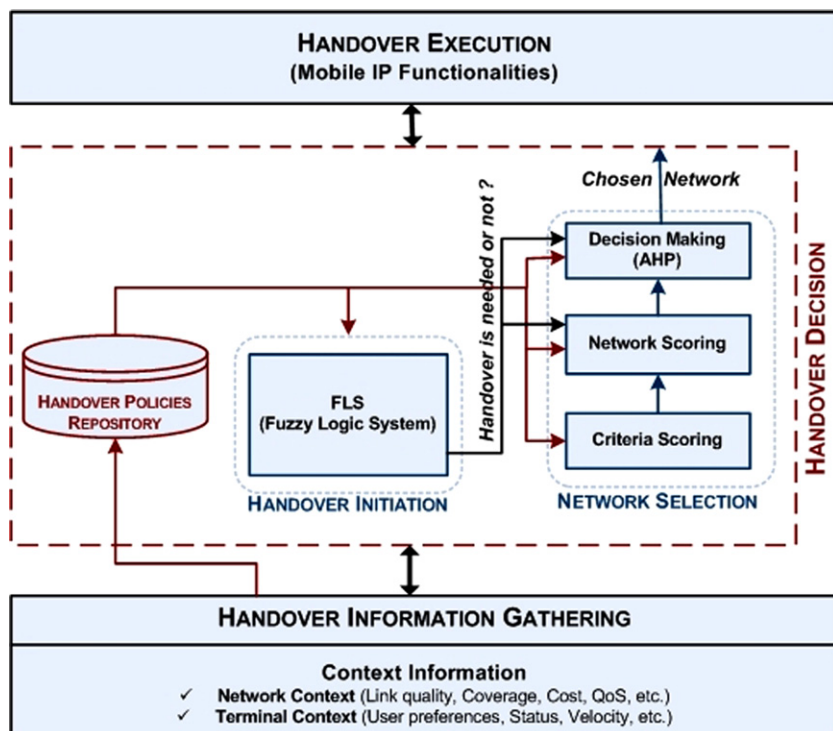 HANDOVER EXECUTION
(Mobile IP Functionalities)
Chosen Network
Handover is needed or not ?
Decision Making
(AHP)
Network Scoring
Criteria Scoring
NETWORK SELECTION
HANDOVER DECISION
HANDOVER POLICIES
REPOSITORY
FLS
(Fuzzy Logic System)
HANDOVER INITIATION
HANDOVER INFORMATION GATHERING
Context Information
✓ Network Context (Link quality, Coverage, Cost, QoS, etc.)
✓ Terminal Context (User preferences, Status, Velocity, etc.)